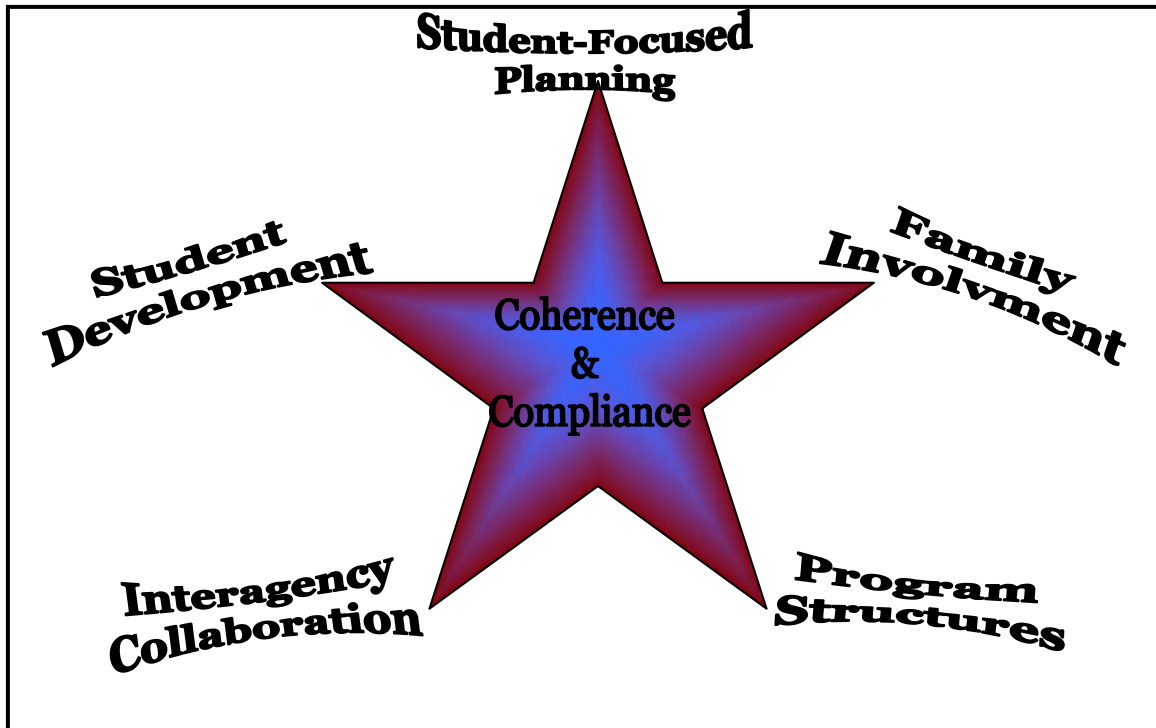 Student-Focused
Planning
Student
Development
Family
Involvment
Coherence
&
Compliance
Interagency
Collaboration
Program
Structures